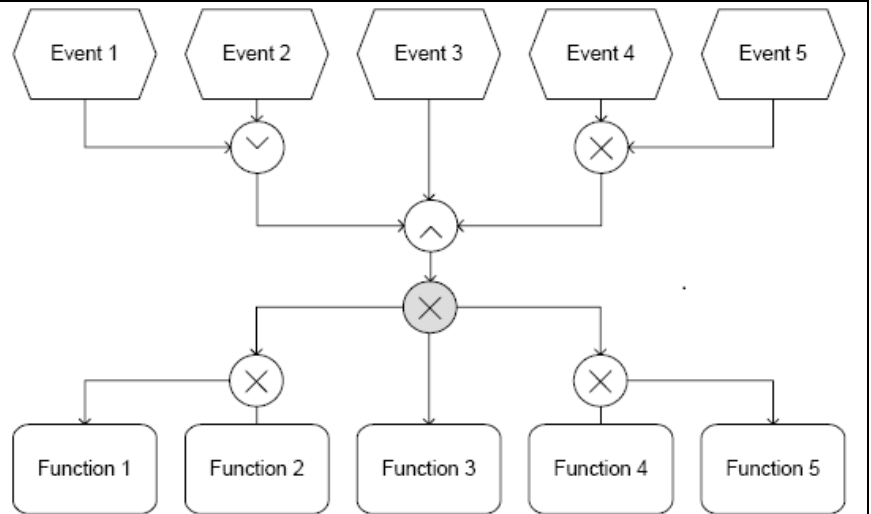 Event 1
Event 2
Event 3
Event 4
Event 5
Function 1
Function 2
Function 3
Function 4
Function 5